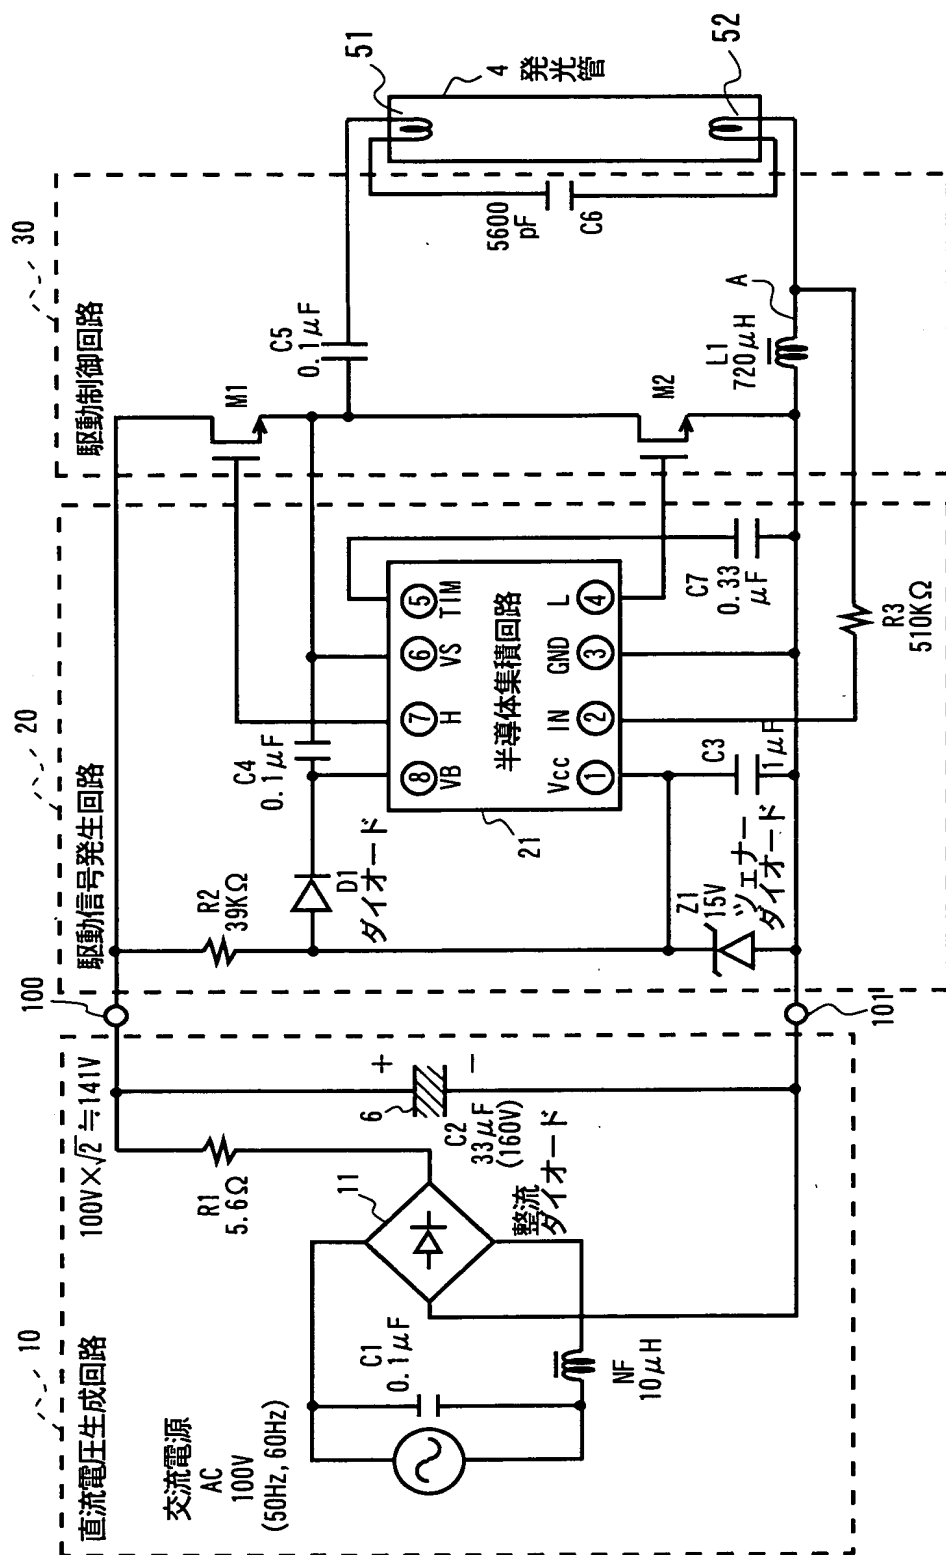 10
直流電圧生成回路
交流電源
AC
100V
(50Hz, 60Hz)
C1
0.1μF
NF
10μH
11
整流
ダイオード
R1
5.6Ω
100V×√2≒141V
6
+
−
C2
33μF
(160V)
100
101
20
駆動信号発生回路
R2
39KΩ
D1
ダイオード
Z1
15V
ツェナー
ダイオード
C4
0.1μF
21
半導体集積回路
8
VB
7
H
6
VS
5
TIM
1
Vcc
2
IN
3
GND
4
L
C3
1μF
C7
0.33
μF
R3
510KΩ
30
駆動制御回路
M1
M2
C5
0.1μF
L1
720μH
A
5600
pF
C6
51
4
発光管
52